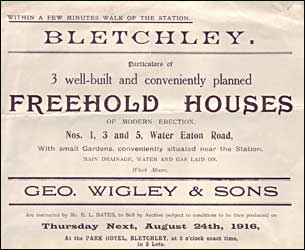 WITHIN A FEW MINUTES WALK OF THE STATION.
BLETCHLEY.
Particulars of
3 well-built and conveniently planned
FREEHOLD HOUSES
OF MODERN ERECTION,
Nos. 1, 3 and 5, Water Eaton Road,
With small Gardens, conveniently situated near the Station,
MAIN DRAINAGE, WATER AND GAS LAID ON.
Which Messrs.
GEO. WIGLEY & SONS
Are instructed by Mr. E. L. BATES, to Sell by Auction (subject to conditions to be then produced) on
Thursday Next, August 24th, 1916,
At the PARK HOTEL, BLETCHLEY, at 6 o'clock exact time,
in 3 Lots.